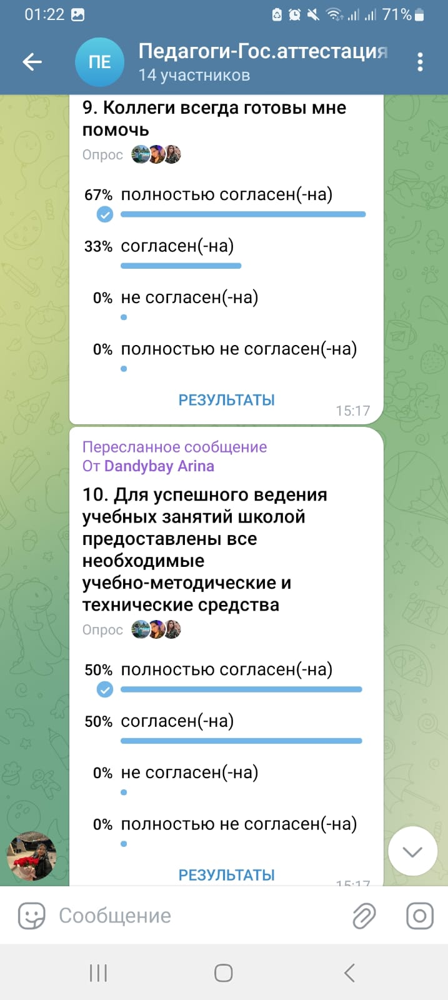 01:22
71%
ПЕ
Педагоги-Гос.аттестация
14 участников
9. Коллеги всегда готовы мне
помочь
Опрос
67% полностью согласен(-на)
33% согласен(-на)
0% не согласен(-на)
0% полностью не согласен(-на)
РЕЗУЛЬТАТЫ
15:17
Пересланное сообщение
От Dandybay Arina
10. Для успешного ведения
учебных занятий школой
предоставлены все
необходимые
учебно-методические и
технические средства
Опрос
50% полностью согласен(-на)
50% согласен(-на)
0% не согласен(-на)
0% полностью не согласен(-на)
РЕЗУЛЬТАТЫ
15:17
Сообщение